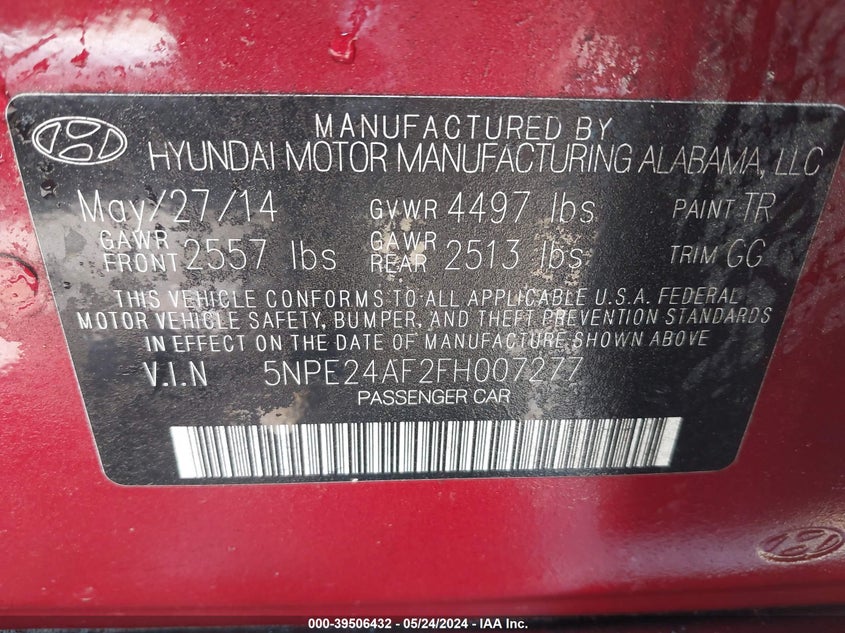 MANUFACTURED BY
HYUNDAI MOTOR MANUFACTURING ALABAMA, LLC
May/27/14 GVWR 4497 lbs PAINT TR
GAWR FRONT 2557 lbs GAWR REAR 2513 lbs TRIM GG
THIS VEHICLE CONFORMS TO ALL APPLICABLE U.S.A. FEDERAL
MOTOR VEHICLE SAFETY, BUMPER, AND THEFT PREVENTION STANDARDS
IN EFFECT ON THE DATE OF MANUFACTURE SHOWN ABOVE
V.I.N 5NPE24AF2FH007277
PASSENGER CAR
000-39506432 - 05/24/2024 - IAA Inc.